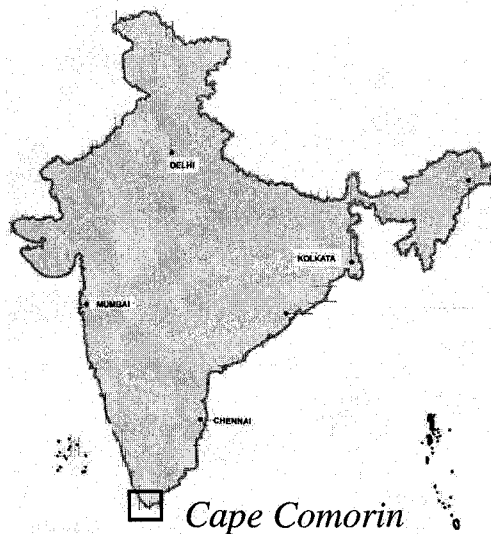 DELHI
KOLKATA
MUMBAI
CHENNAI
Cape Comorin